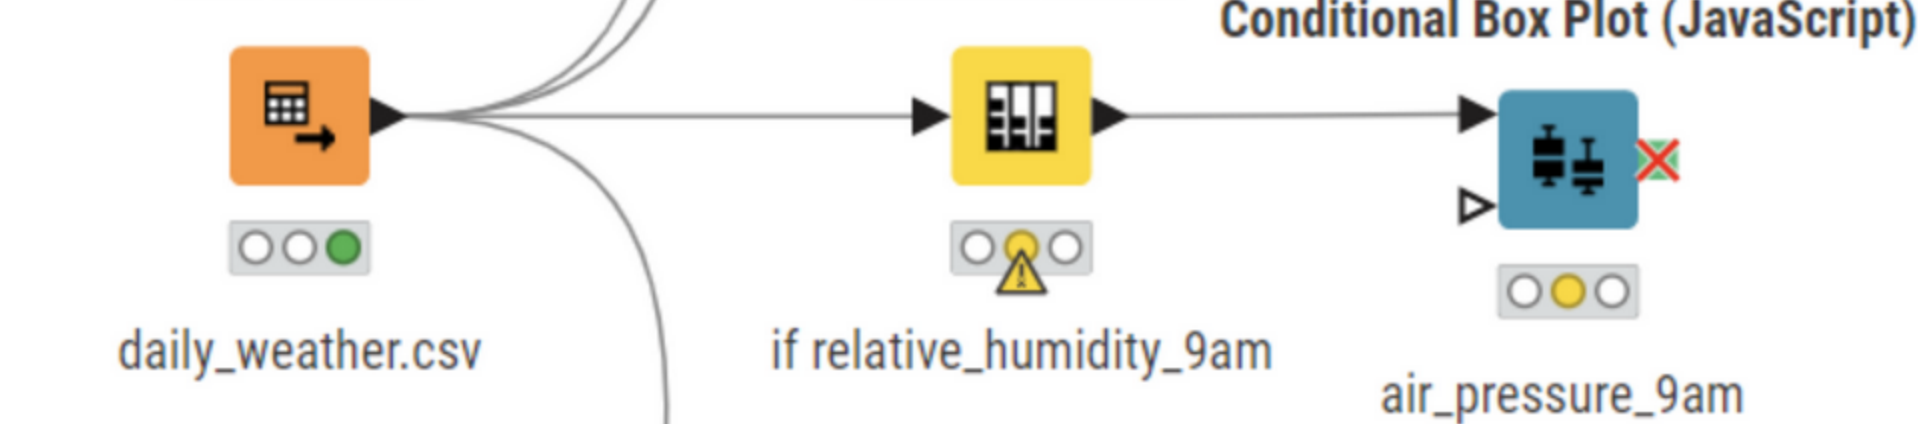 Conditional Box Plot (JavaScript)
daily_weather.csv
if relative_humidity_9am
air_pressure_9am